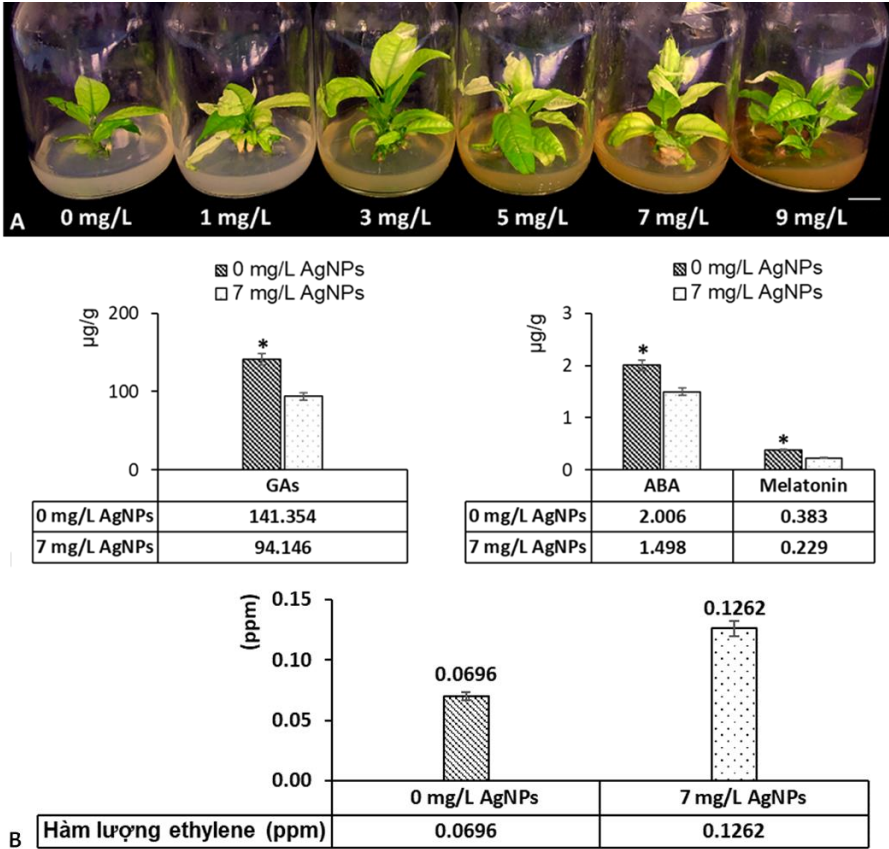 A 0 mg/L 1 mg/L 3 mg/L 5 mg/L 7 mg/L 9 mg/L
0 mg/L AgNPs
7 mg/L AgNPs
µg/g
200
*
100
0
GAs
0 mg/L AgNPs 141.354
7 mg/L AgNPs 94.146
0 mg/L AgNPs
7 mg/L AgNPs
µg/g
3
*
2
1
*
0
ABA Melatonin
0 mg/L AgNPs 2.006 0.383
7 mg/L AgNPs 1.498 0.229
(ppm)
0.15
0.1262
0.10
0.0696
0.05
0.00
0 mg/L AgNPs 7 mg/L AgNPs
B Hàm lượng ethylene (ppm) 0.0696 0.1262